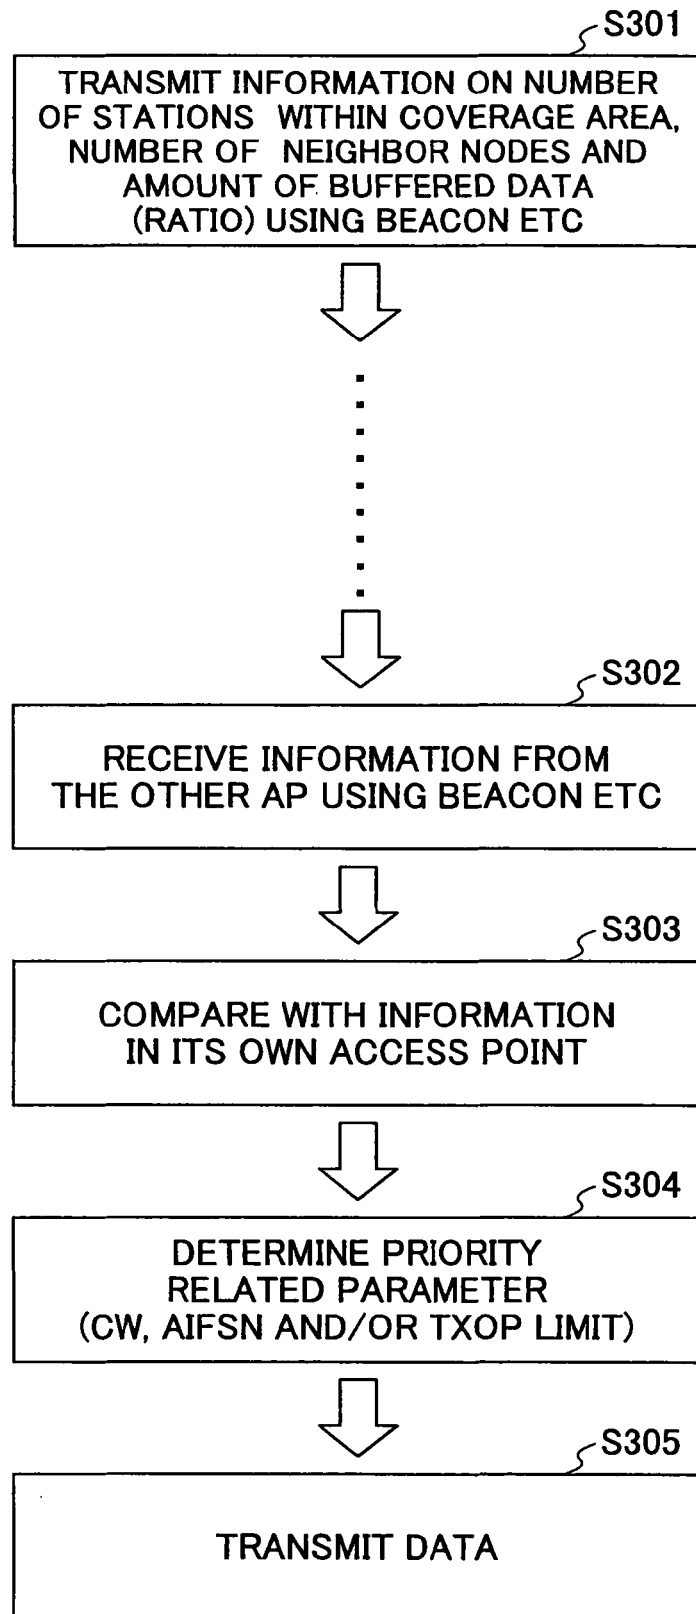 S301
TRANSMIT INFORMATION ON NUMBER
OF STATIONS WITHIN COVERAGE AREA,
NUMBER OF NEIGHBOR NODES AND
AMOUNT OF BUFFERED DATA
(RATIO) USING BEACON ETC
S302
RECEIVE INFORMATION FROM
THE OTHER AP USING BEACON ETC
S303
COMPARE WITH INFORMATION
IN ITS OWN ACCESS POINT
S304
DETERMINE PRIORITY
RELATED PARAMETER
(CW, AIFSN AND/OR TXOP LIMIT)
S305
TRANSMIT DATA